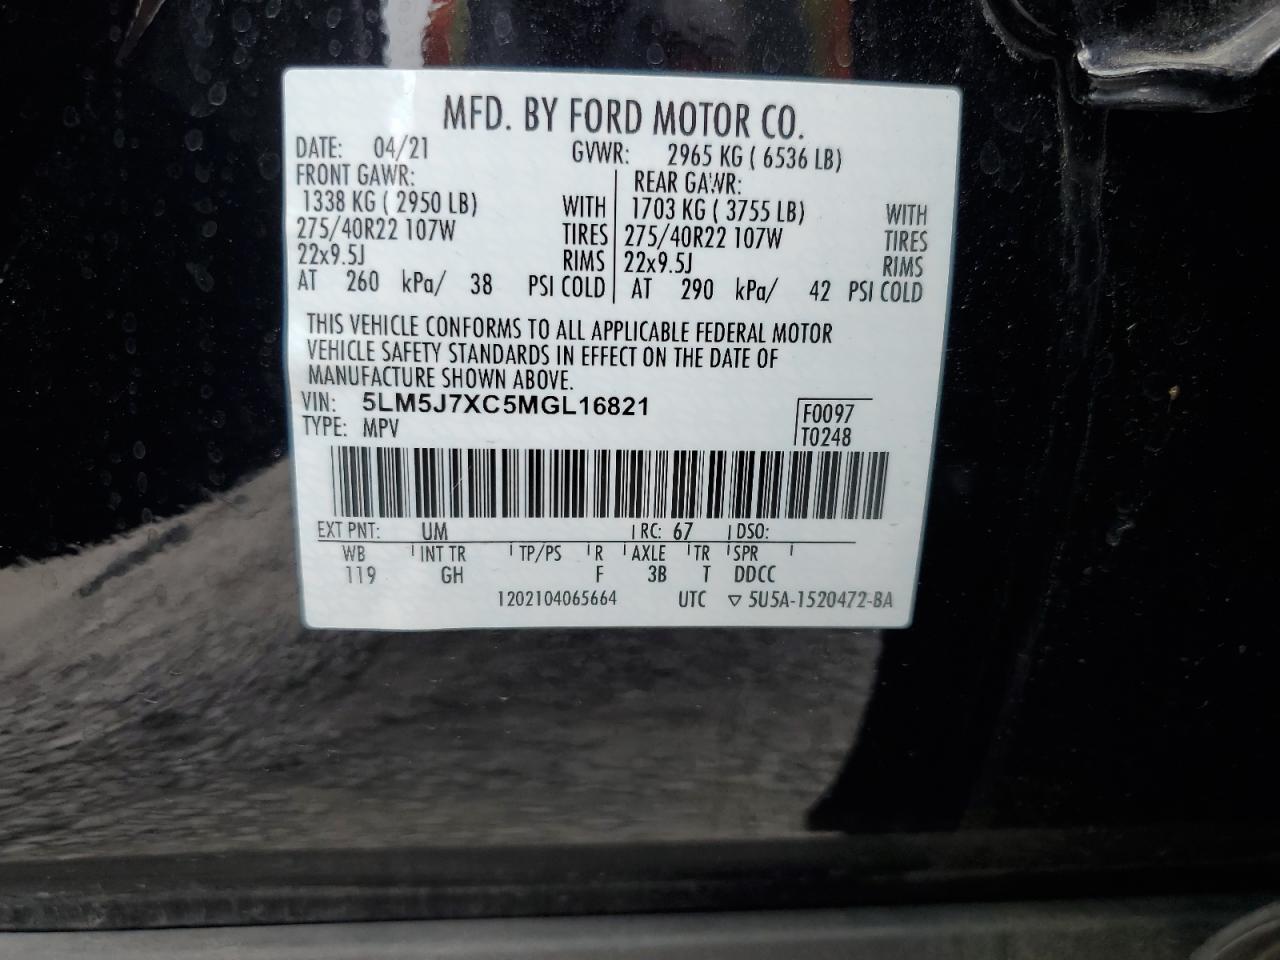 MFD. BY FORD MOTOR CO.
DATE: 04/21 GVWR: 2965 KG ( 6536 LB)
FRONT GAWR: REAR GAWR:
1338 KG ( 2950 LB) WITH 1703 KG ( 3755 LB) WITH
275/40R22 107W TIRES 275/40R22 107W TIRES
22x9.5J RIMS 22x9.5J RIMS
AT 260 kPa/ 38 PSI COLD AT 290 kPa/ 42 PSI COLD
THIS VEHICLE CONFORMS TO ALL APPLICABLE FEDERAL MOTOR
VEHICLE SAFETY STANDARDS IN EFFECT ON THE DATE OF
MANUFACTURE SHOWN ABOVE.
VIN: 5LM5J7XC5MGL16821 F0097
TYPE: MPV T0248
EXT PNT: UM RC: 67 DSO:
WB INT TR TP/PS R AXLE TR SPR
119 GH F 3B T DDCC
1202104065664 UTC ▽ 5U5A-1520472-BA